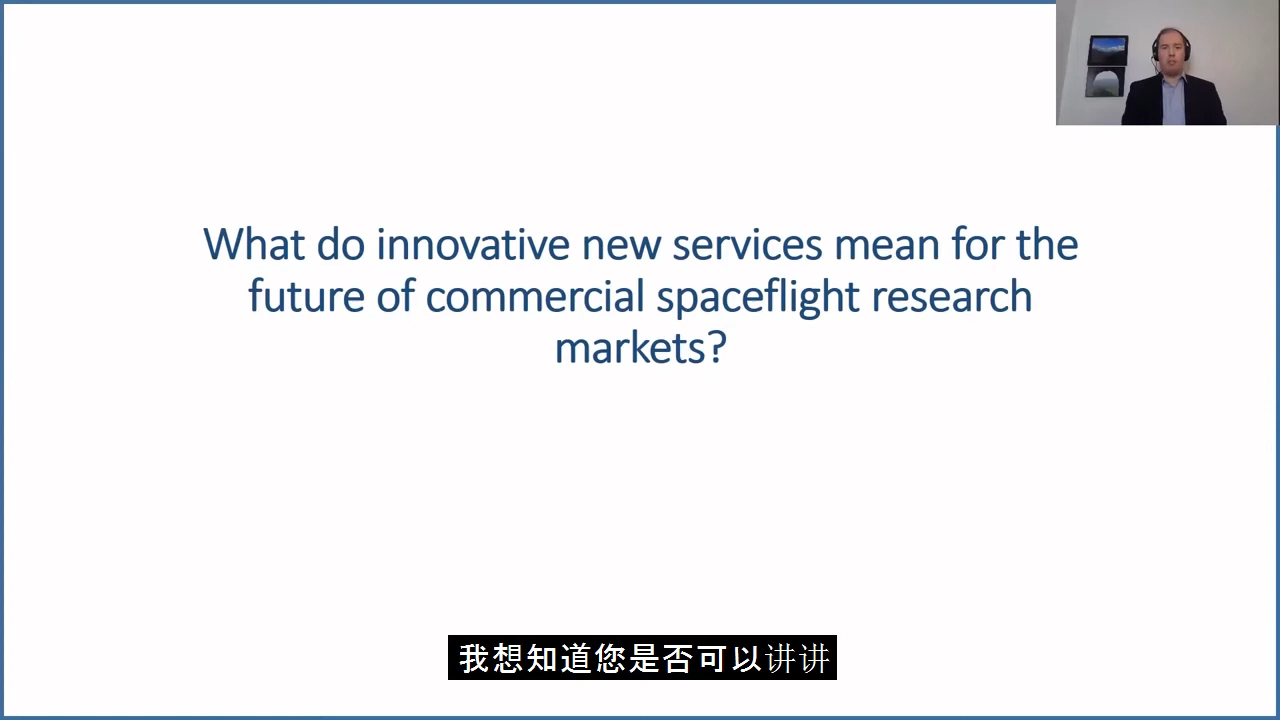 What do innovative new services mean for the
future of commercial spaceflight research
markets?
我想知道您是否可以讲讲